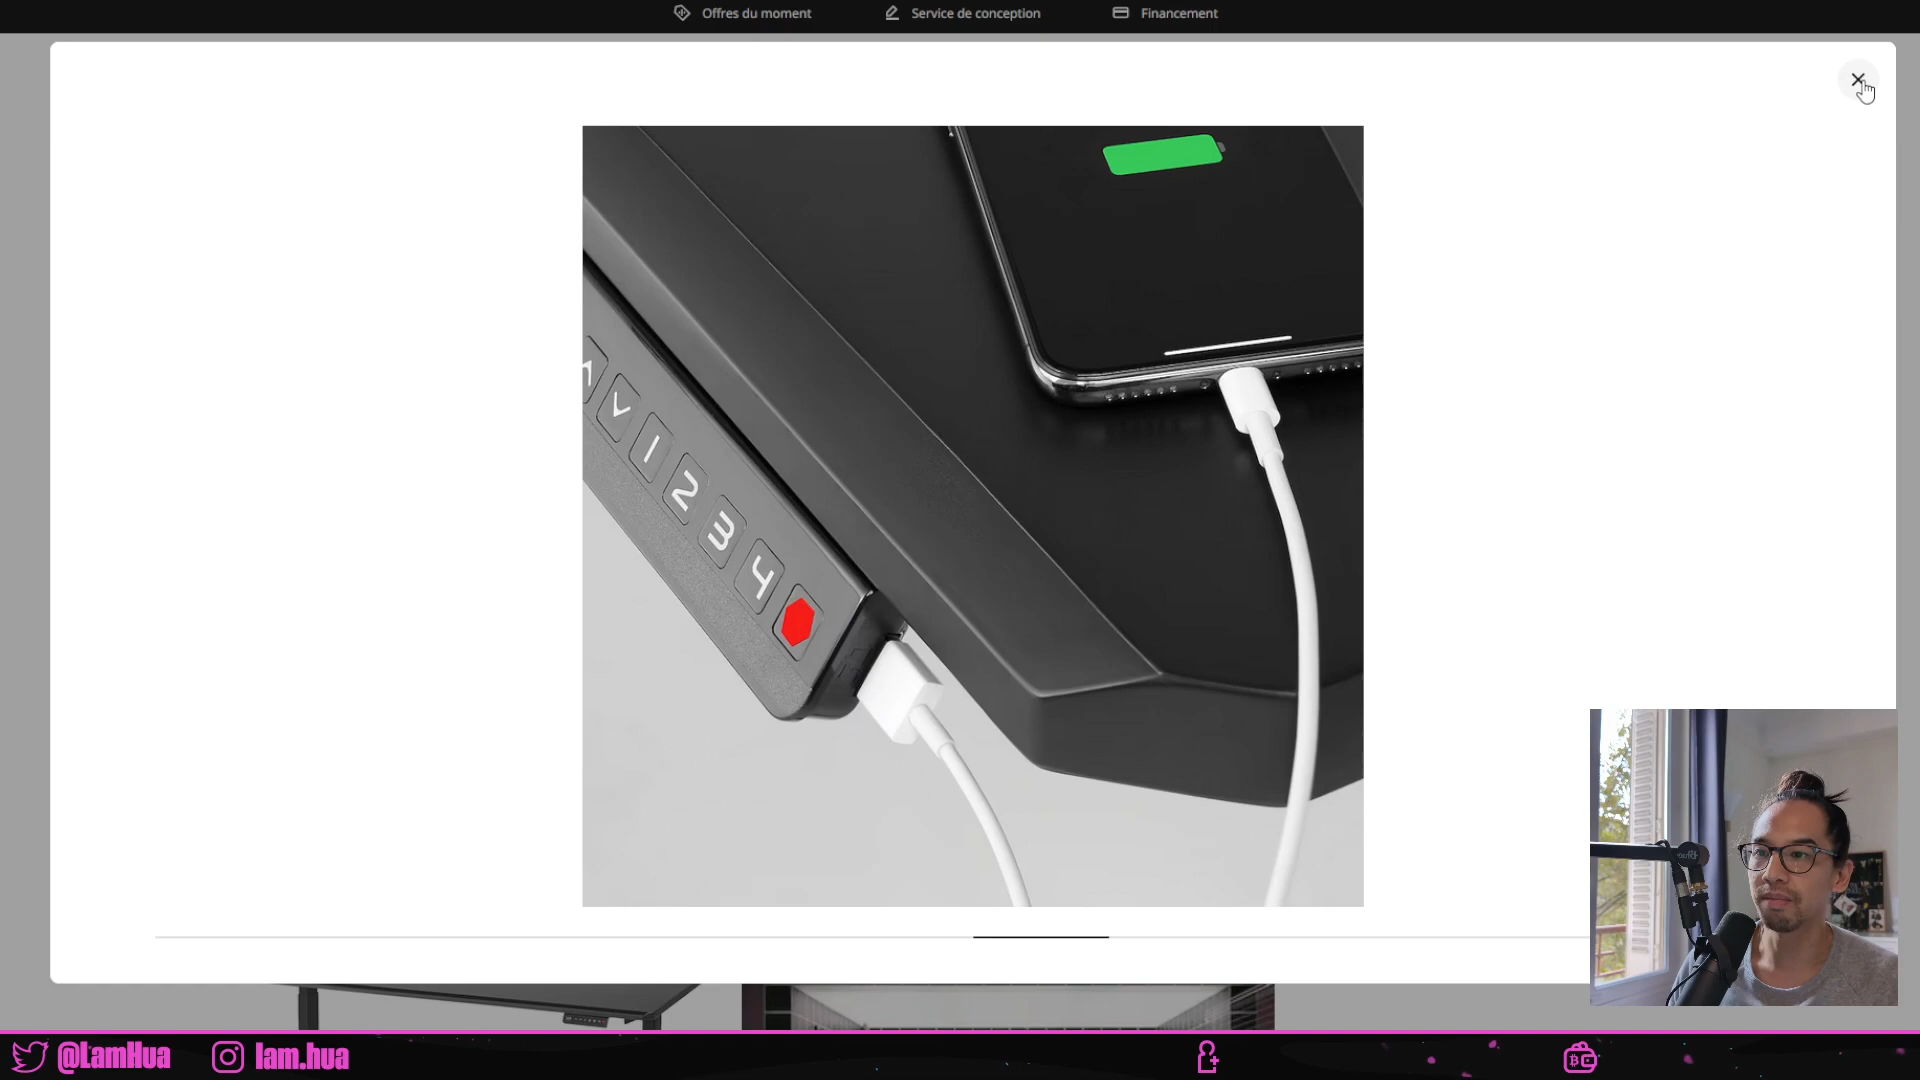 Offres du moment
Service de conception
Financement
1
2
3
4
@LamHua
lam.hua